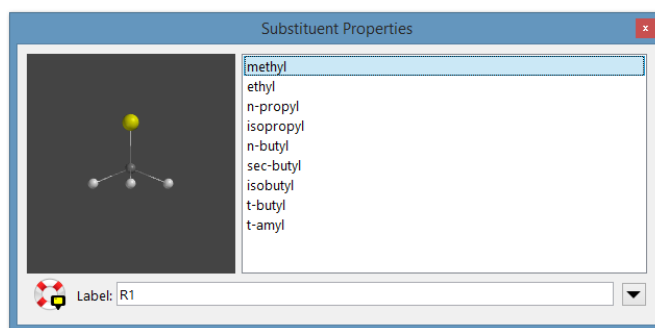 Substituent Properties
x
methyl
ethyl
n-propyl
isopropyl
n-butyl
sec-butyl
isobutyl
t-butyl
t-amyl
Label: R1